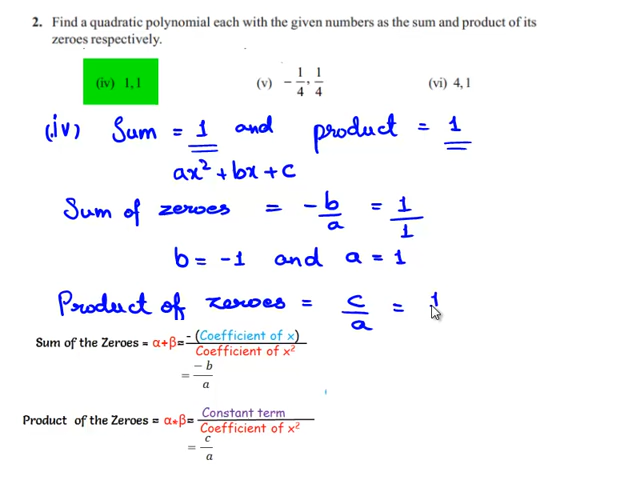 2. Find a quadratic polynomial each with the given numbers as the sum and product of its
zeroes respectively.
(iv) 1, 1 (v) -1/4, 1/4 (vi) 4, 1
(iv) Sum = 1 and product = 1
ax² + bx + c
Sum of zeroes = -b/a = 1/1
b = -1 and a = 1
Product of zeroes = c/a = 1
Sum of the Zeroes = α+β= -(Coefficient of x)/Coefficient of x²
= -b/a
Product of the Zeroes = α*β= Constant term/Coefficient of x²
= c/a